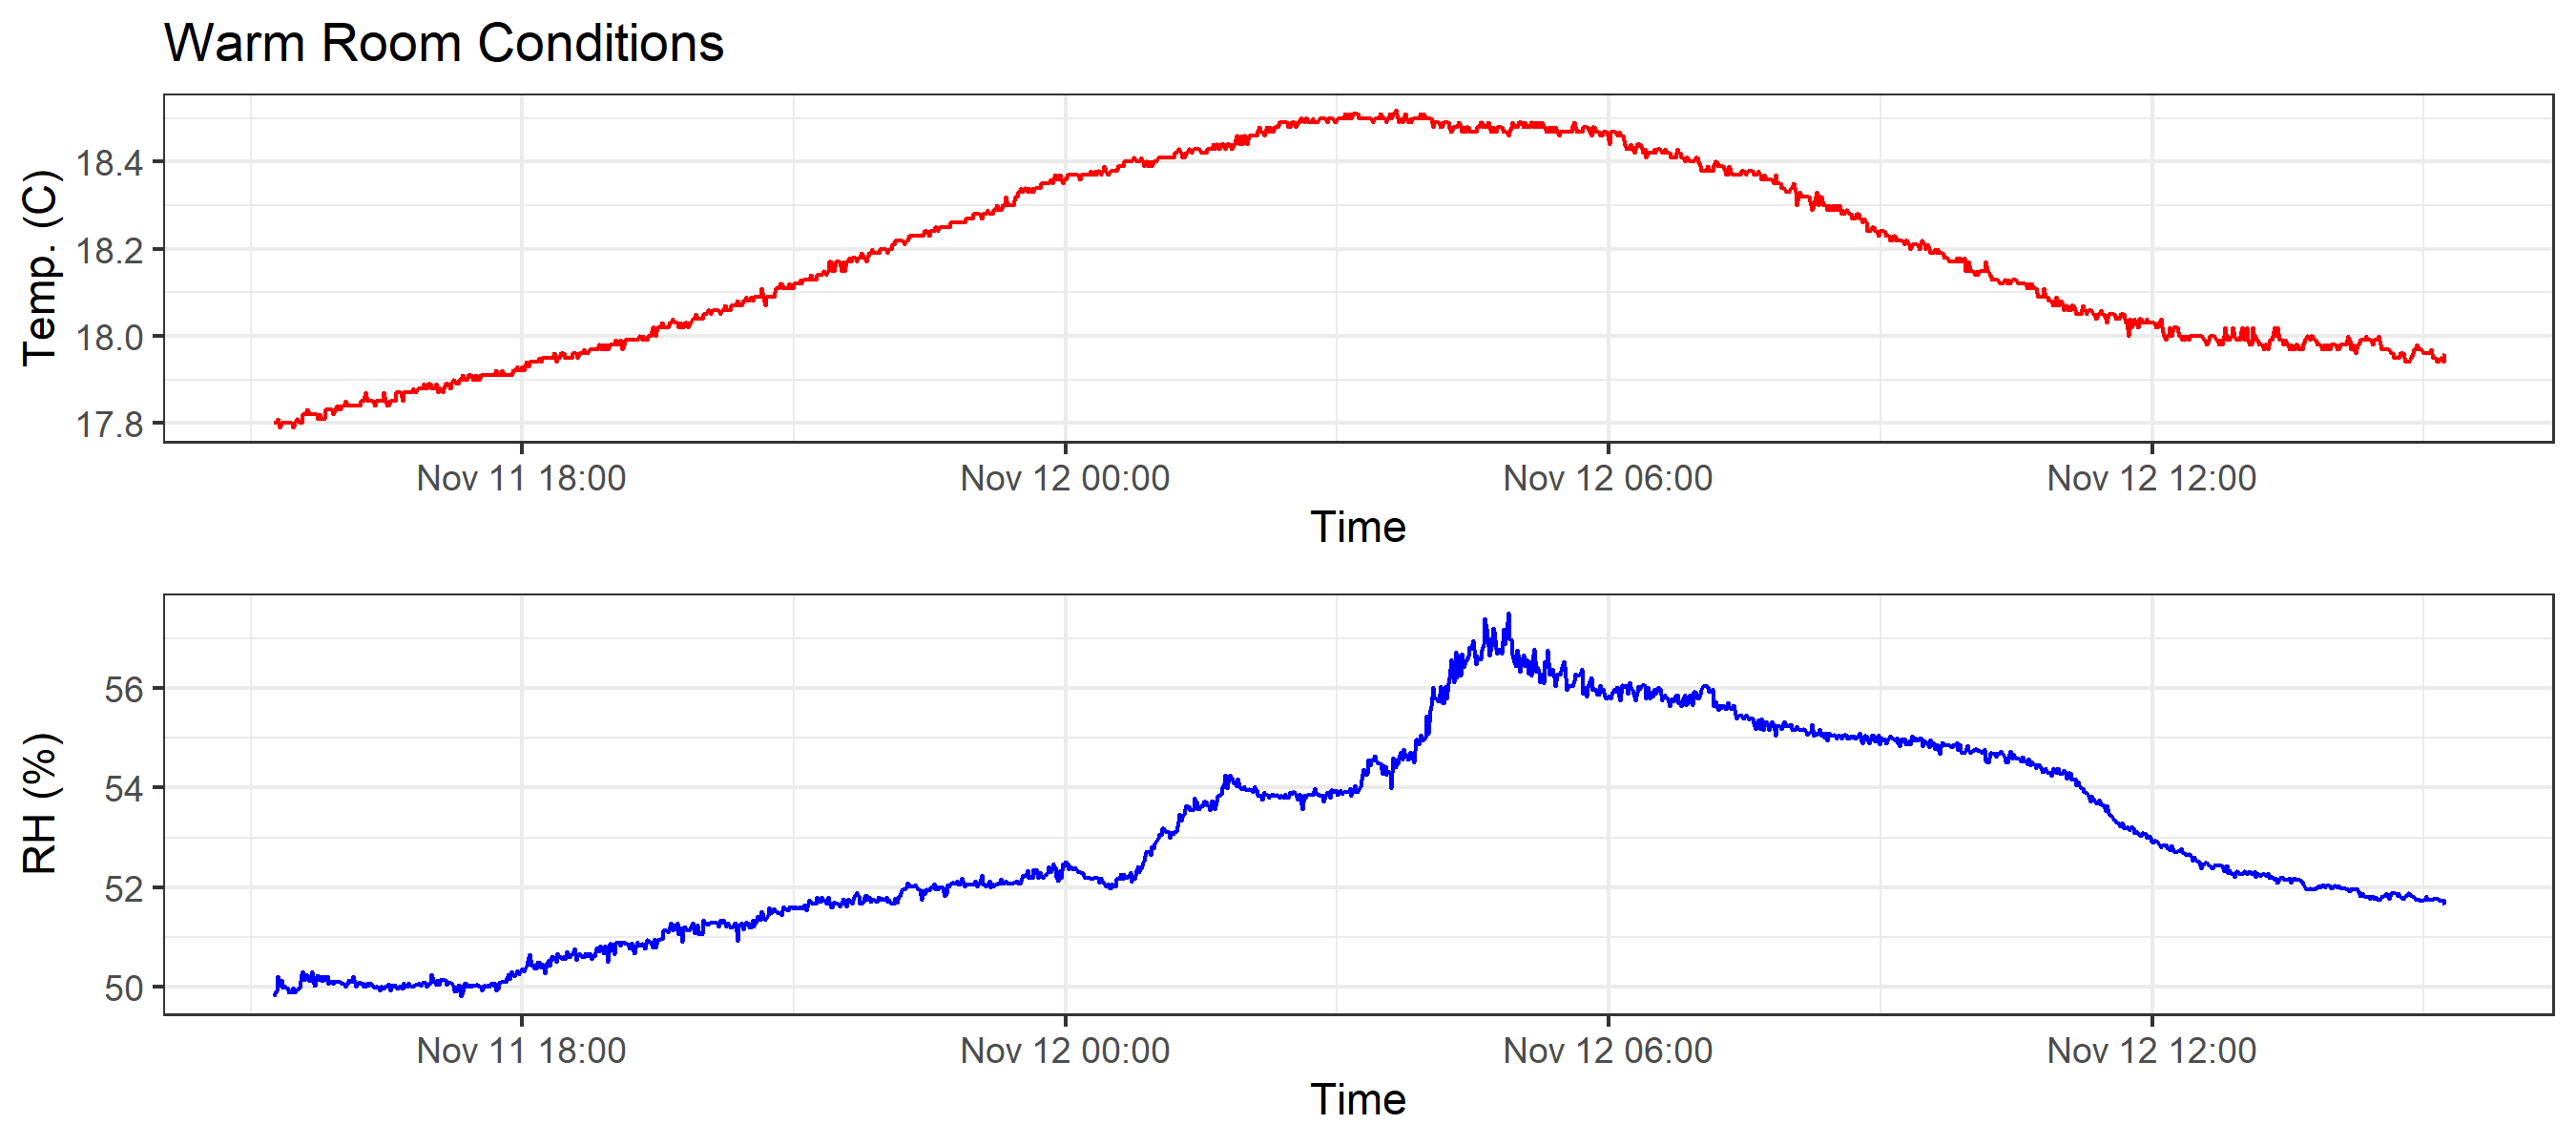 Warm Room Conditions
Temp. (C)
18.4
18.2
18.0
17.8
Nov 11 18:00 Nov 12 00:00 Nov 12 06:00 Nov 12 12:00
Time
RH (%)
56
54
52
50
Nov 11 18:00 Nov 12 00:00 Nov 12 06:00 Nov 12 12:00
Time